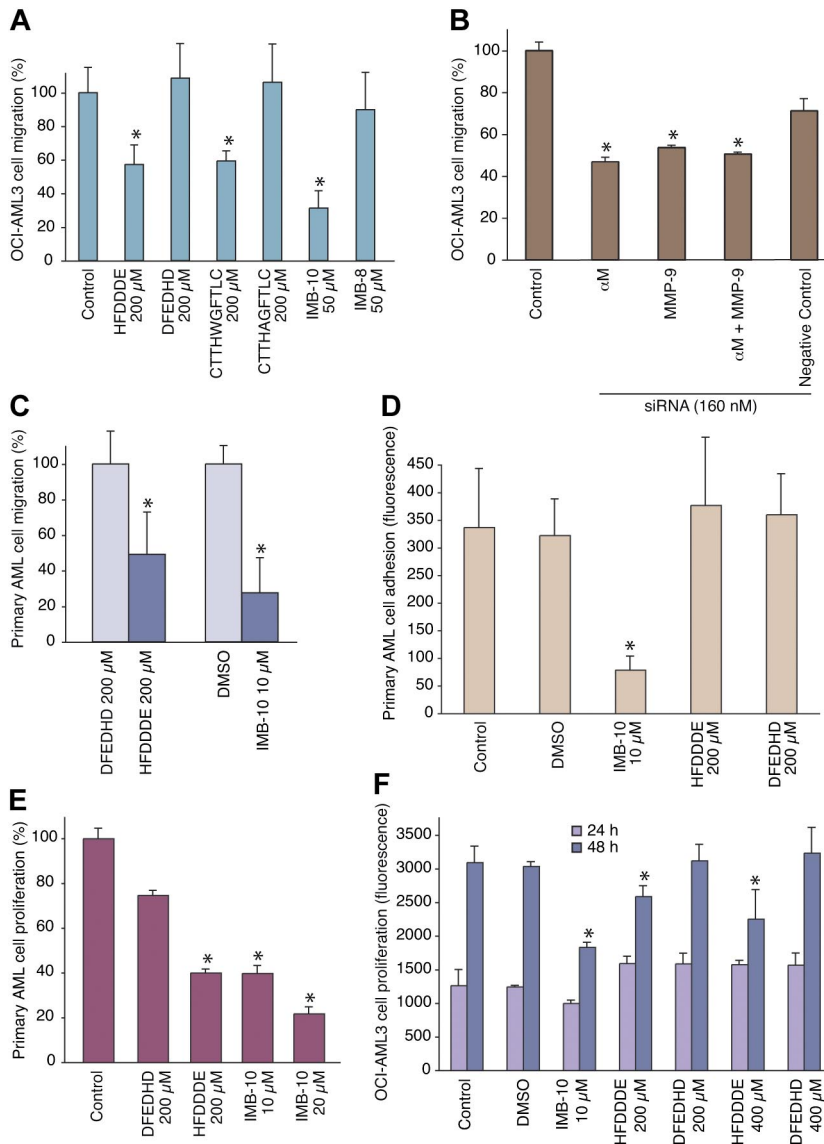 A
OCI-AML3 cell migration (%)
120
100
80
60
40
20
0
*
*
*
Control
HFDDDE
200 µM
DFEDHD
200 µM
CTTHWGFTLC
200 µM
CTTHAGFTLC
200 µM
IMB-10
50 µM
IMB-8
50 µM
B
OCI-AML3 cell migration (%)
100
80
60
40
20
0
*
*
*
Control
αM
MMP-9
αM + MMP-9
Negative Control
siRNA (160 nM)
C
Primary AML cell migration (%)
100
80
60
40
20
0
*
*
DFEDHD 200 µM
HFDDDE 200 µM
DMSO
IMB-10 10 µM
D
Primary AML cell adhesion (fluorescence)
450
400
350
300
250
200
150
100
50
0
*
Control
DMSO
IMB-10
10 µM
HFDDDE
200 µM
DFEDHD
200 µM
E
Primary AML cell proliferation (%)
100
80
60
40
20
0
*
*
*
Control
DFEDHD
200 µM
HFDDDE
200 µM
IMB-10
10 µM
IMB-10
20 µM
F
OCI-AML3 cell proliferation (fluorescence)
24 h
48 h
3500
3000
2500
2000
1500
1000
500
0
*
*
*
Control
DMSO
IMB-10
10 µM
HFDDDE
200 µM
DFEDHD
200 µM
HFDDDE
400 µM
DFEDHD
400 µM